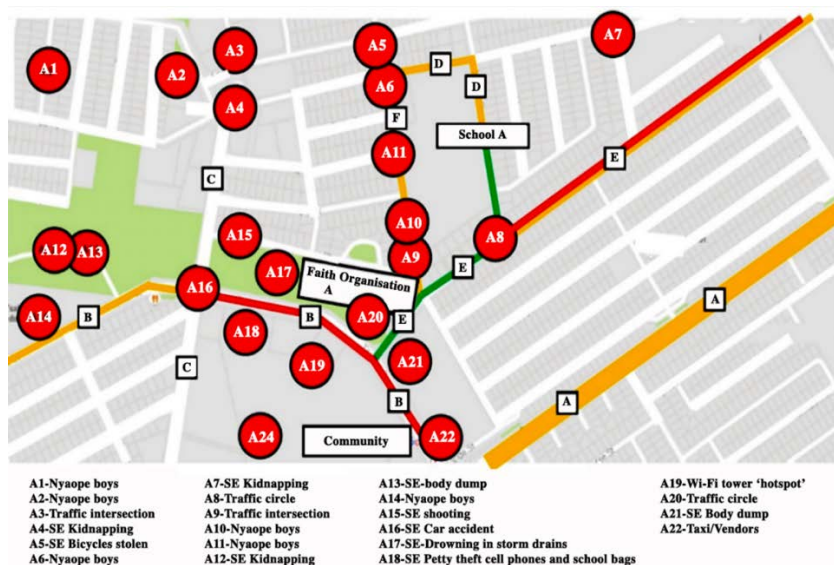 A1
A2
A3
A5
A7
A4
A6
D
D
F
School A
A11
E
C
A10
A15
A8
A12
A13
A9
E
A17
Faith Organisation
A
A16
A14
B
B
A20
E
A
A18
A19
A21
C
B
A
A24
Community
A22
A1-Nyaope boys
A2-Nyaope boys
A3-Traffic intersection
A4-SE Kidnapping
A5-SE Bicycles stolen
A6-Nyaope boys
A7-SE Kidnapping
A8-Traffic circle
A9-Traffic intersection
A10-Nyaope boys
A11-Nyaope boys
A12-SE Kidnapping
A13-SE-body dump
A14-Nyaope boys
A15-SE shooting
A16-SE Car accident
A17-SE-Drowning in storm drains
A18-SE Petty theft cell phones and school bags
A19-Wi-Fi tower ‘hotspot’
A20-Traffic circle
A21-SE Body dump
A22-Taxi/Vendors